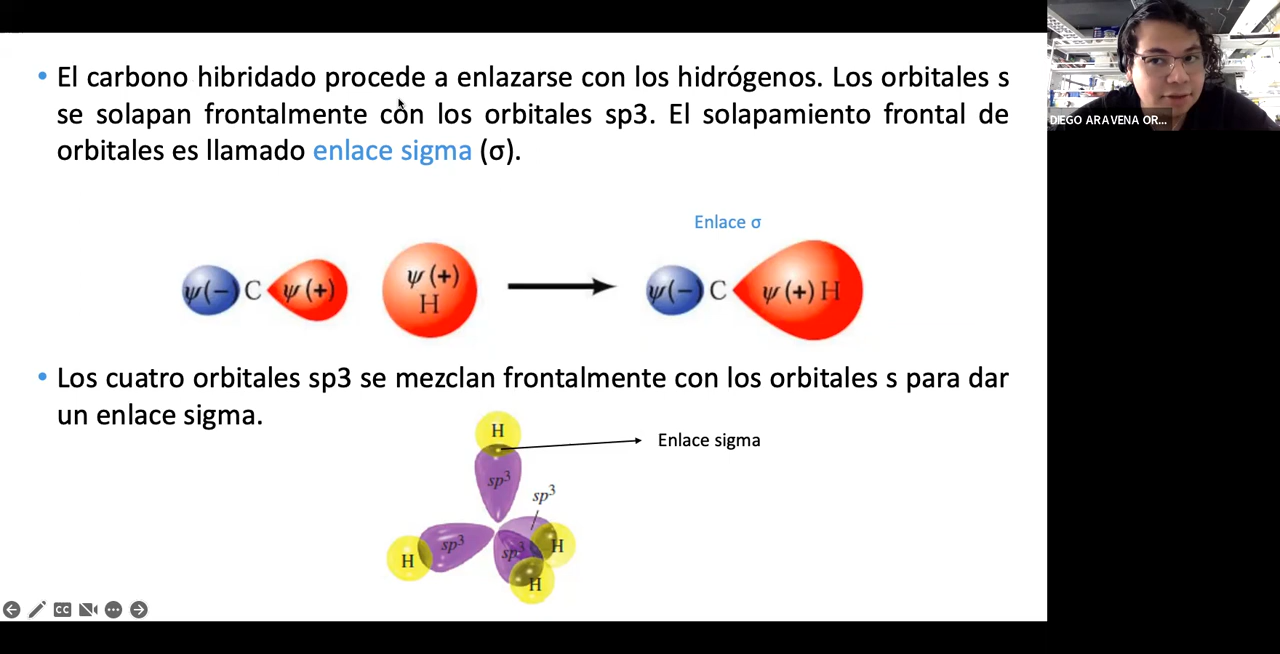 • El carbono hibridado procede a enlazarse con los hidrógenos. Los orbitales s
se solapan frontalmente con los orbitales sp3. El solapamiento frontal de
orbitales es llamado enlace sigma (σ).
DIEGO ARAVENA OR...
Enlace σ
ψ(−) C ψ(+)
ψ(+)
H
ψ(−) C ψ(+) H
• Los cuatro orbitales sp3 se mezclan frontalmente con los orbitales s para dar
un enlace sigma.
H
Enlace sigma
sp³
sp³
H
sp³
sp³
H
H
CC